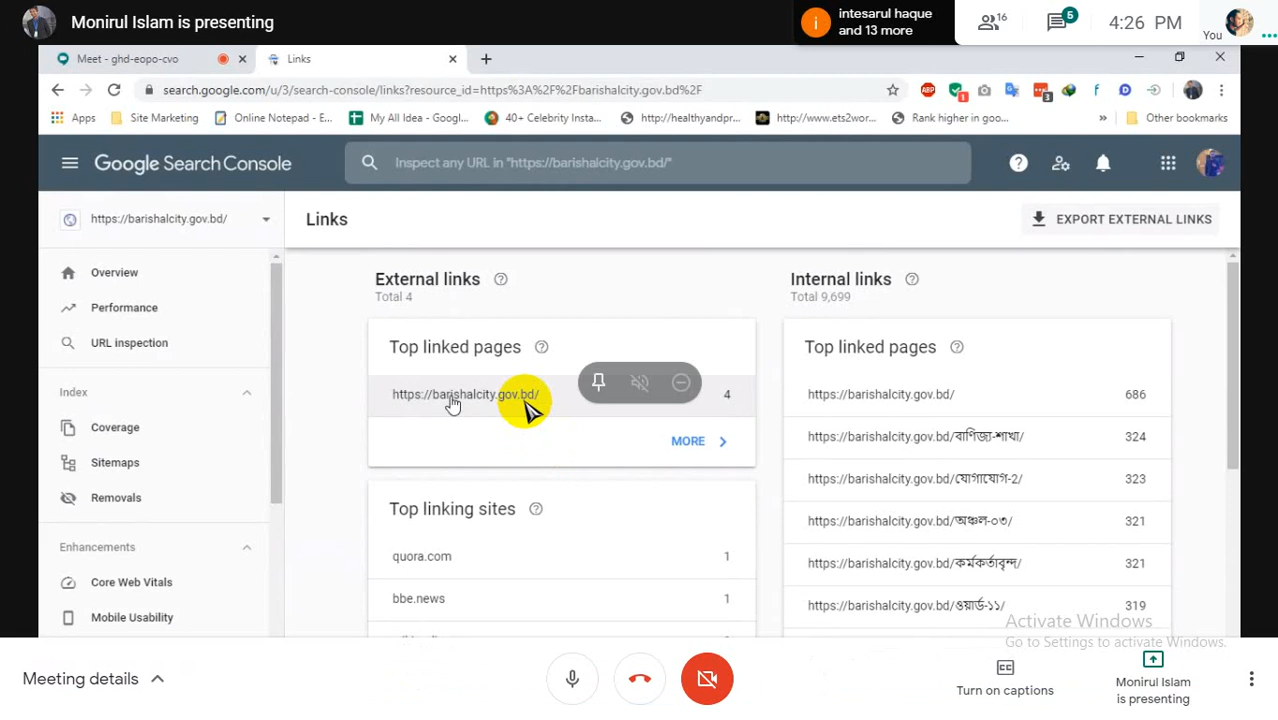 Monirul Islam is presenting
intesarul haque
and 13 more
16
5
4:26 PM
You
Meet - ghd-eopo-cvo
Links
search.google.com/u/3/search-console/links?resource_id=https%3A%2F%2Fbarishalcity.gov.bd%2F
ABP
1
3
Apps
Site Marketing
Online Notepad - E...
My All Idea - Googl...
40+ Celebrity Insta...
http://healthyandpr...
http://www.ets2wor...
Rank higher in goo...
Other bookmarks
Google Search Console
Inspect any URL in "https://barishalcity.gov.bd/"
https://barishalcity.gov.bd/
Links
EXPORT EXTERNAL LINKS
Overview
Performance
URL inspection
Index
Coverage
Sitemaps
Removals
Enhancements
Core Web Vitals
Mobile Usability
External links
Total 4
Top linked pages
https://barishalcity.gov.bd/ 4
MORE
Top linking sites
quora.com 1
bbe.news 1
Internal links
Total 9,699
Top linked pages
https://barishalcity.gov.bd/ 686
https://barishalcity.gov.bd/বাণিজ্য-শাখা/ 324
https://barishalcity.gov.bd/যোগাযোগ-2/ 323
https://barishalcity.gov.bd/অঞ্চল-০৩/ 321
https://barishalcity.gov.bd/কর্মকর্তাবৃন্দ/ 321
https://barishalcity.gov.bd/ওয়ার্ড-১১/ 319
Activate Windows
Go to Settings to activate Windows.
Meeting details
Turn on captions
Monirul Islam
is presenting